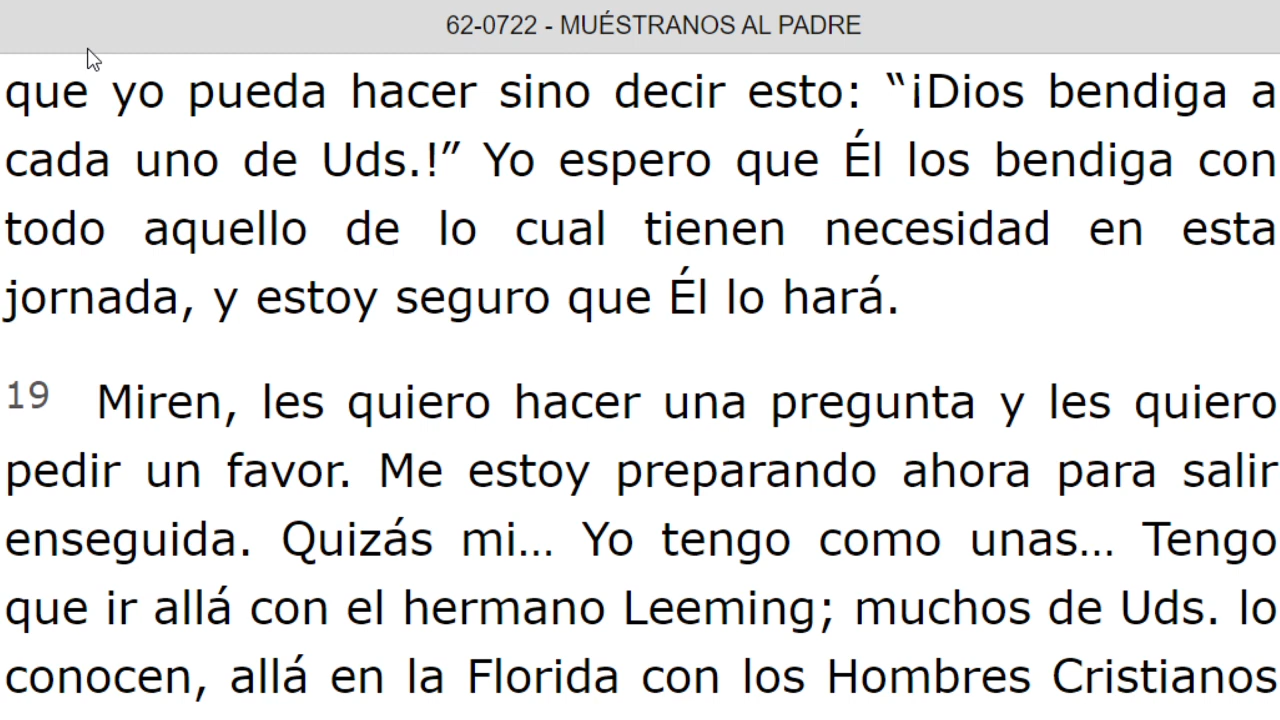 62-0722 - MUÉSTRANOS AL PADRE
que yo pueda hacer sino decir esto: “¡Dios bendiga a
cada uno de Uds.!” Yo espero que Él los bendiga con
todo aquello de lo cual tienen necesidad en esta
jornada, y estoy seguro que Él lo hará.
19 Miren, les quiero hacer una pregunta y les quiero
pedir un favor. Me estoy preparando ahora para salir
enseguida. Quizás mi… Yo tengo como unas… Tengo
que ir allá con el hermano Leeming; muchos de Uds. lo
conocen, allá en la Florida con los Hombres Cristianos